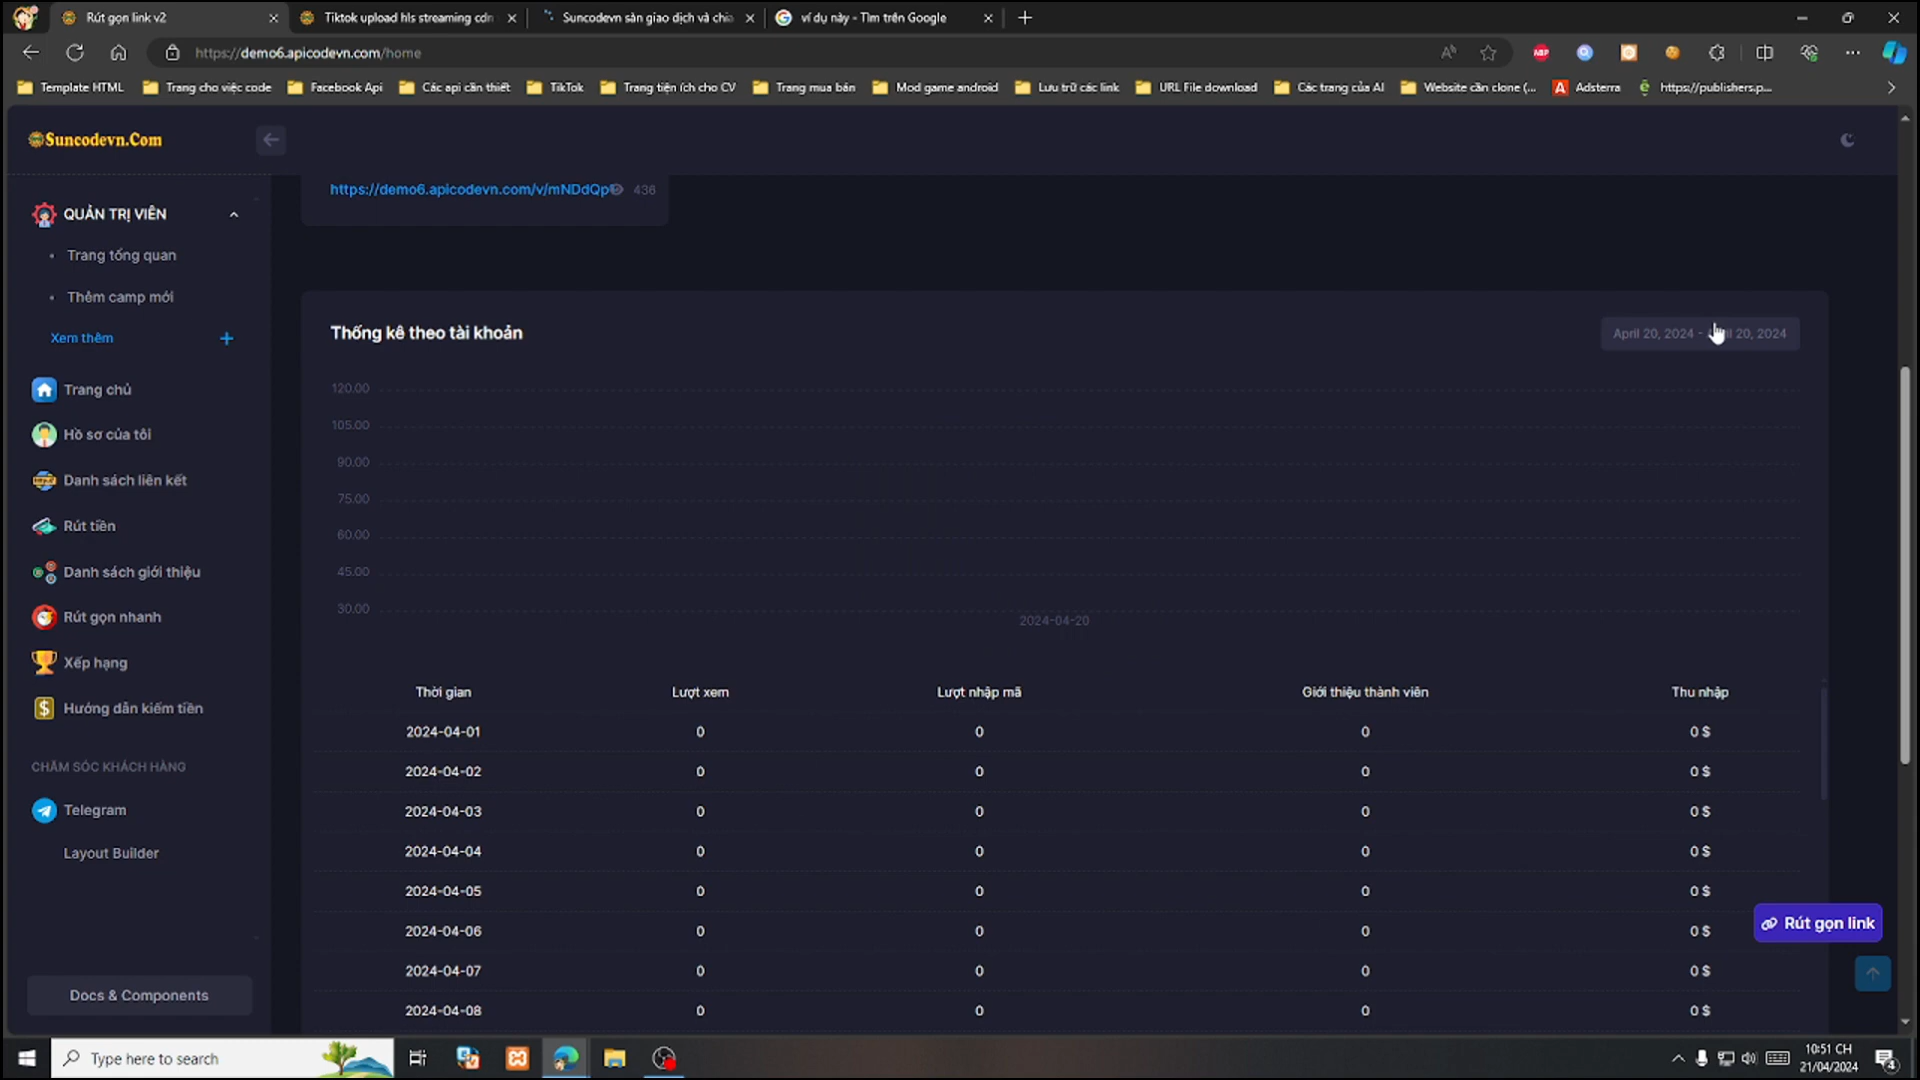 Rút gọn link v2
Tiktok upload hls streaming cdn
Suncodevn sàn giao dịch và chia
ví dụ này - Tìm trên Google
https://demo6.apicodevn.com/home
Template HTML
Trang cho việc code
Facebook Api
Các api cần thiết
TikTok
Trang tiện ích cho CV
Trang mua bán
Mod game android
Lưu trữ các link
URL File download
Các trang của AI
Website cần clone (...
Adsterra
https://publishers.p...
Suncodevn.Com
https://demo6.apicodevn.com/v/mNDdQp
436
QUẢN TRỊ VIÊN
Trang tổng quan
Thêm camp mới
Xem thêm
Trang chủ
Hồ sơ của tôi
Danh sách liên kết
Rút tiền
Danh sách giới thiệu
Rút gọn nhanh
Xếp hạng
Hướng dẫn kiếm tiền
CHĂM SÓC KHÁCH HÀNG
Telegram
Layout Builder
Docs & Components
Thống kê theo tài khoản
April 20, 2024 - 20, 2024
120.00
105.00
90.00
75.00
60.00
45.00
30.00
2024-04-20
Thời gian Lượt xem Lượt nhập mã Giới thiệu thành viên Thu nhập
2024-04-01 0 0 0 0 $
2024-04-02 0 0 0 0 $
2024-04-03 0 0 0 0 $
2024-04-04 0 0 0 0 $
2024-04-05 0 0 0 0 $
2024-04-06 0 0 0 0 $
2024-04-07 0 0 0 0 $
2024-04-08 0 0 0 0 $
Rút gọn link
Type here to search
10:51 CH
21/04/2024
4